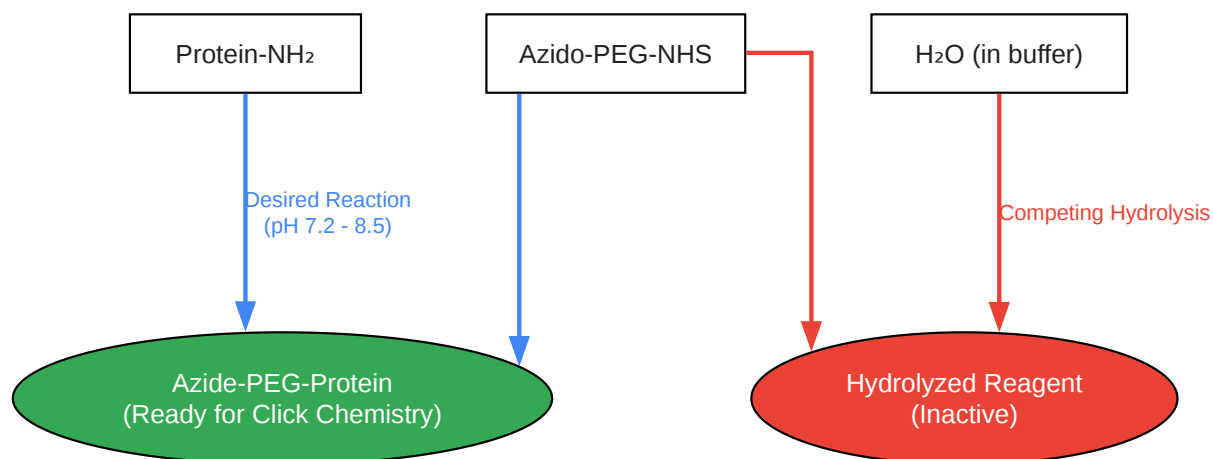 Protein-NH₂
Azido-PEG-NHS
H₂O (in buffer)
Desired Reaction
(pH 7.2 - 8.5)
Competing Hydrolysis
Azide-PEG-Protein
(Ready for Click Chemistry)
Hydrolyzed Reagent
(Inactive)